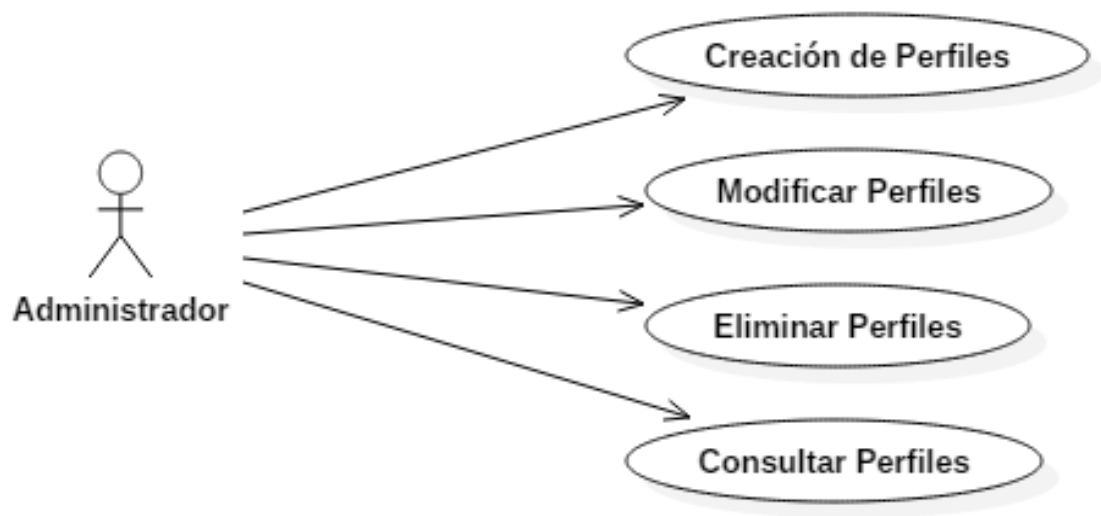 Creación de Perfiles
Modificar Perfiles
Administrador
Eliminar Perfiles
Consultar Perfiles